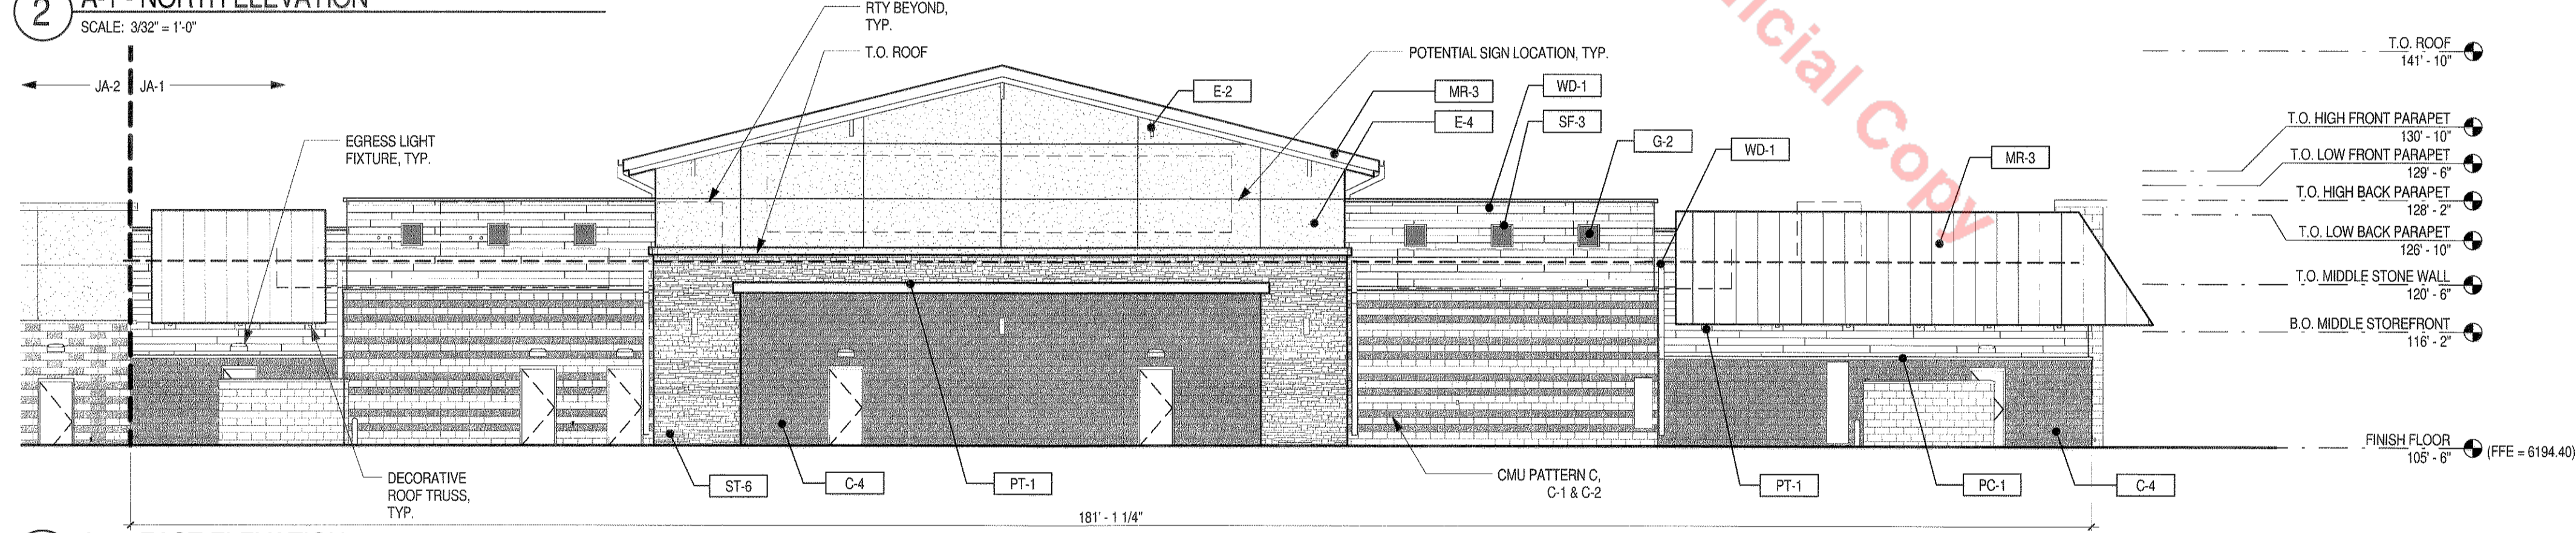 2
A-1 - NORTH ELEVATION
SCALE: 3/32" = 1'-0"
RTY BEYOND,
TYP.
T.O. ROOF
POTENTIAL SIGN LOCATION, TYP.
JA-2
JA-1
EGRESS LIGHT
FIXTURE, TYP.
E-2
MR-3
E-4
WD-1
SF-3
G-2
WD-1
MR-3
icial Copy
T.O. ROOF
141' - 10"
T.O. HIGH FRONT PARAPET
130' - 10"
T.O. LOW FRONT PARAPET
129' - 6"
T.O. HIGH BACK PARAPET
128' - 2"
T.O. LOW BACK PARAPET
126' - 10"
T.O. MIDDLE STONE WALL
120' - 6"
B.O. MIDDLE STOREFRONT
116' - 2"
FINISH FLOOR
105' - 6"
(FFE = 6194.40)
DECORATIVE
ROOF TRUSS,
TYP.
ST-6
C-4
PT-1
CMU PATTERN C,
C-1 & C-2
PT-1
PC-1
C-4
181' - 1 1/4"